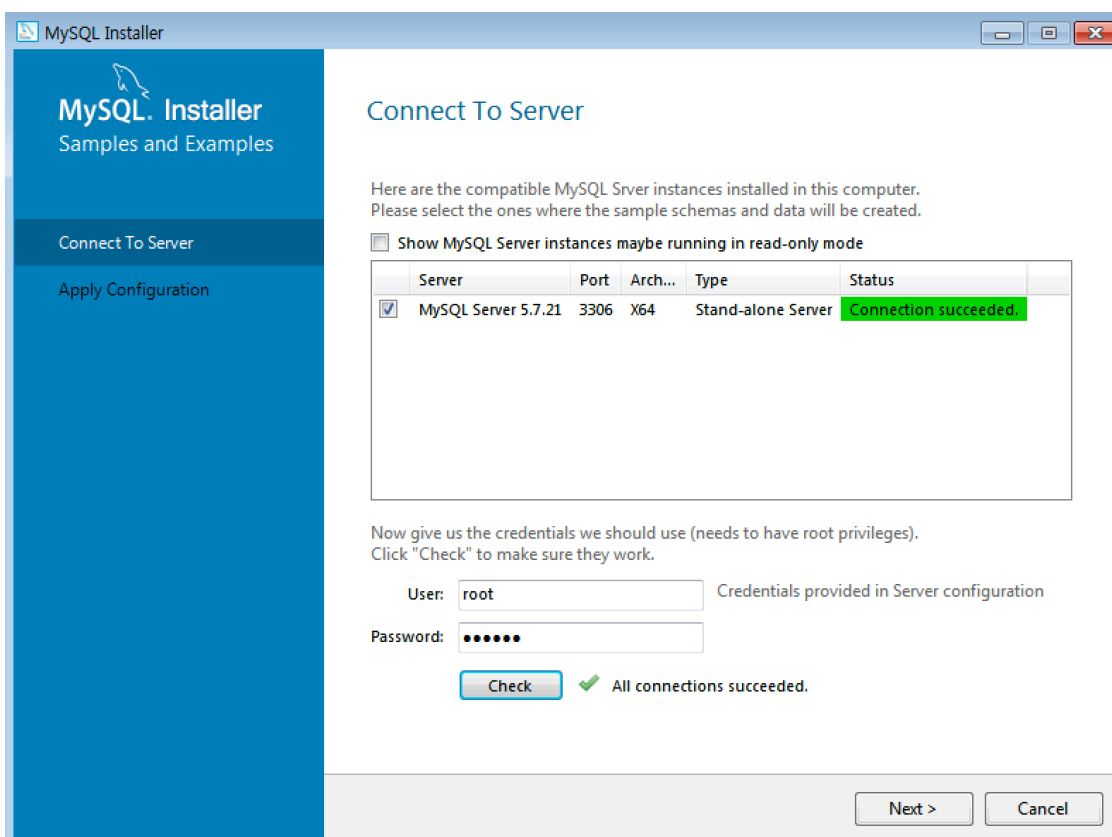 MySQL Installer
MySQL. Installer
Samples and Examples
Connect To Server
Apply Configuration
Connect To Server
Here are the compatible MySQL Srver instances installed in this computer.
Please select the ones where the sample schemas and data will be created.
Show MySQL Server instances maybe running in read-only mode
Server Port Arch... Type Status
MySQL Server 5.7.21 3306 X64 Stand-alone Server Connection succeeded.
Now give us the credentials we should use (needs to have root privileges).
Click "Check" to make sure they work.
User: root Credentials provided in Server configuration
Password: ●●●●●●
Check All connections succeeded.
Next > Cancel